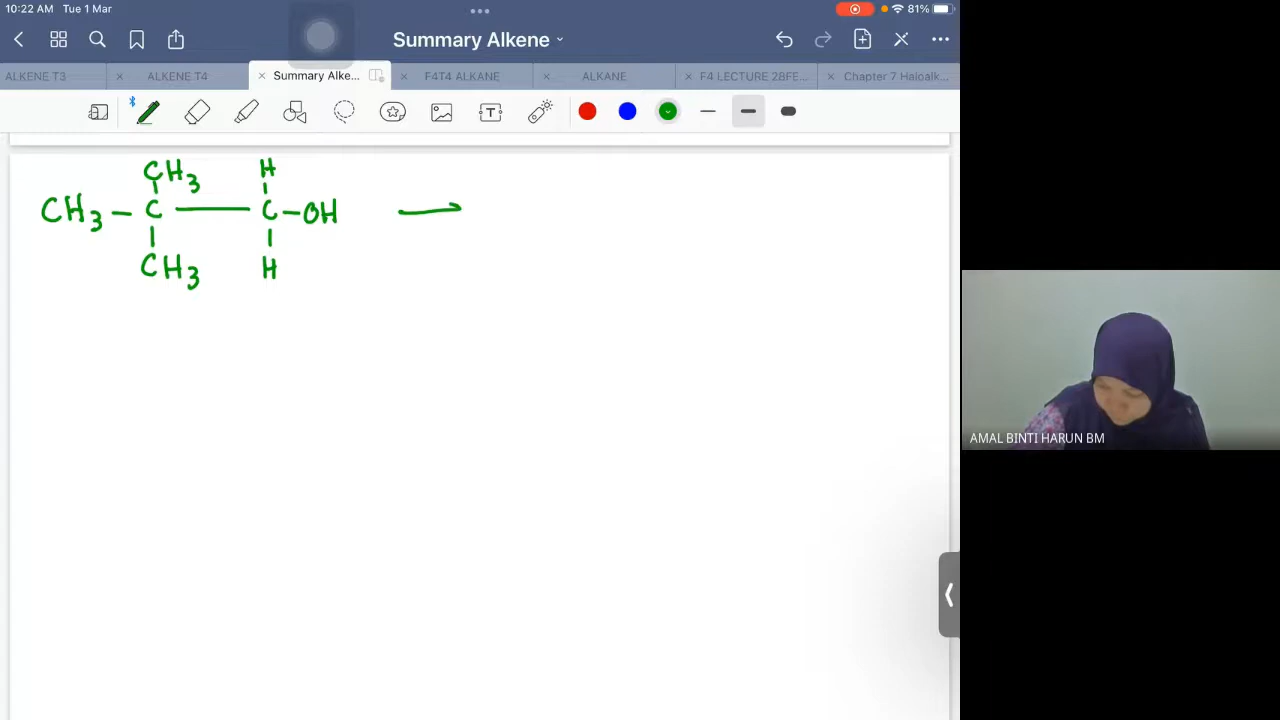 10:22 AM Tue 1 Mar 81%
Summary Alkene
ALKENE T3 ALKENE T4 Summary Alke... F4T4 ALKANE ALKANE F4 LECTURE 2BFE... Chapter 7 Haloalk...
T
CH3 H
CH3 – C — C – OH →
CH3 H
AMAL BINTI HARUN BM